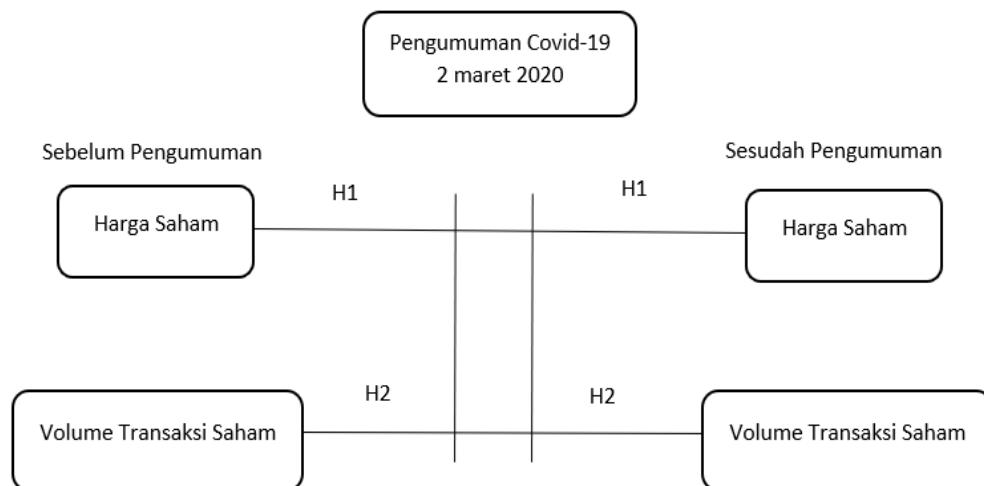 Pengumuman Covid-19
2 maret 2020
Sebelum Pengumuman
Sesudah Pengumuman
H1
H1
Harga Saham
Harga Saham
H2
H2
Volume Transaksi Saham
Volume Transaksi Saham